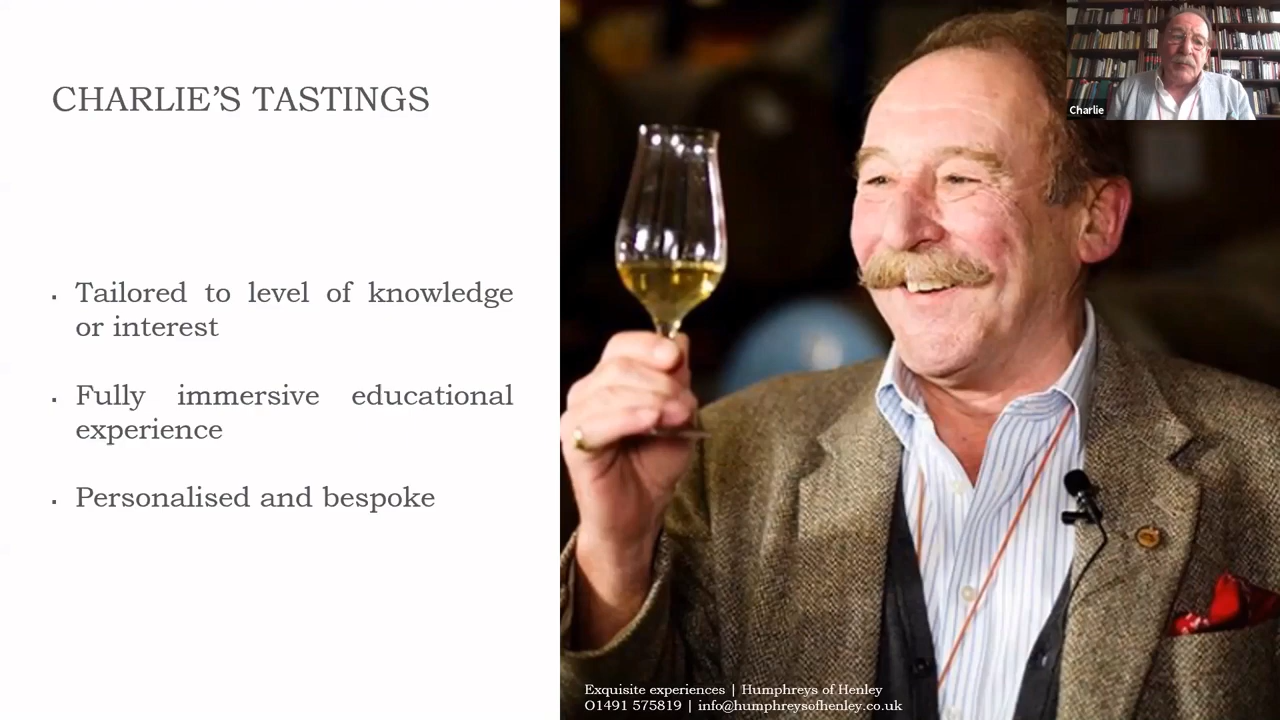 CHARLIE’S TASTINGS
Charlie
▪ Tailored to level of knowledge
or interest
▪ Fully immersive educational
experience
▪ Personalised and bespoke
Exquisite experiences | Humphreys of Henley
O1491 575819 | info@humphreysofhenley.co.uk